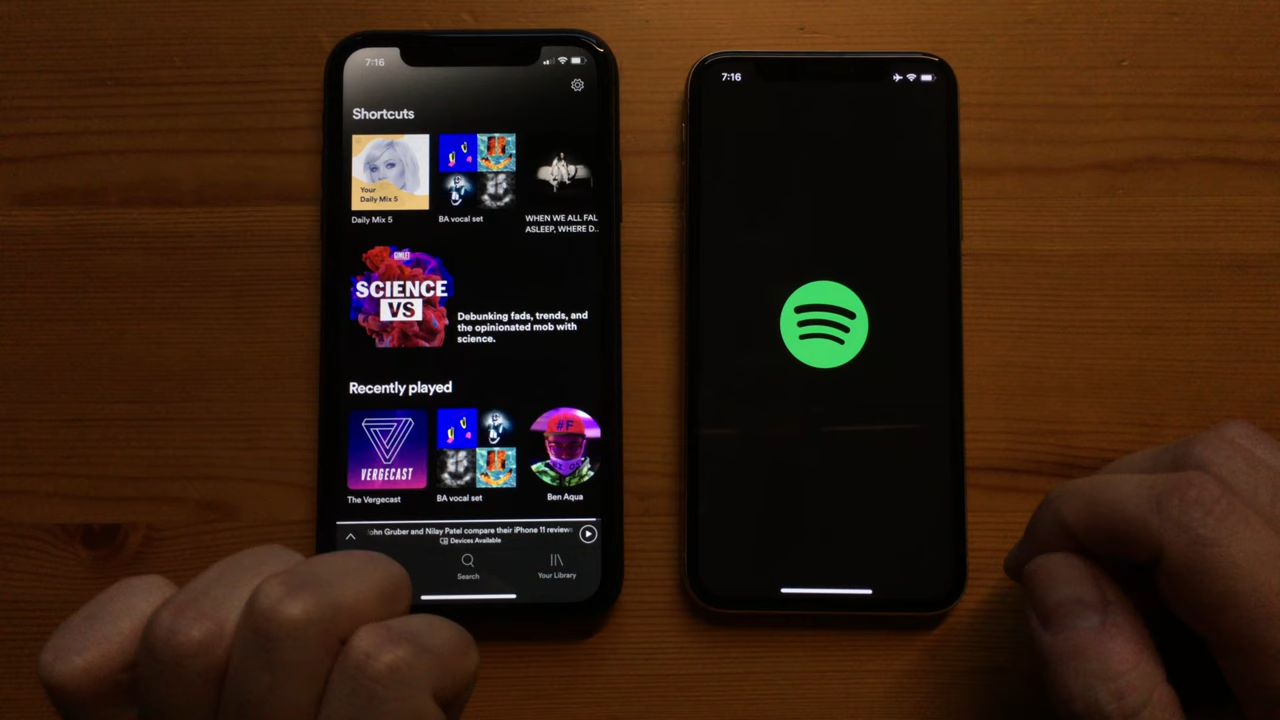 7:16
Shortcuts
Your
Daily Mix 5
Daily Mix 5
BA vocal set
WHEN WE ALL FAL
ASLEEP, WHERE D..
GIMLET
SCIENCE
VS
Debunking fads, trends, and
the opinionated mob with
science.
Recently played
VERGECAST
#F
The Vergecast
BA vocal set
Ben Aqua
John Gruber and Nilay Patel compare their iPhone 11 reviews
Devices Available
Search
Your Library
7:16